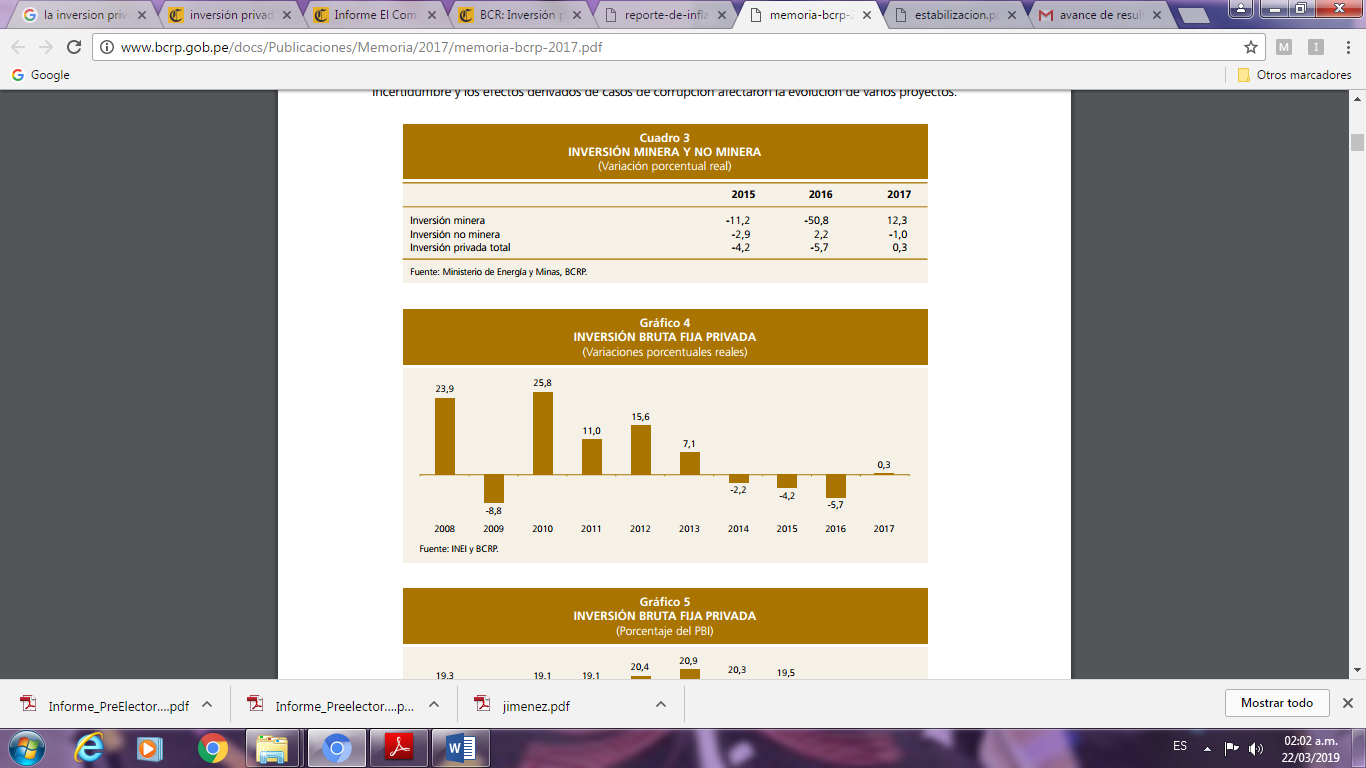 la inversion priva
inversión privad
Informe El Com
BCR: Inversión p
reporte-de-infla
memoria-bcrp-2
estabilizacion.pe
avance de resul
www.bcrp.gob.pe/docs/Publicaciones/Memoria/2017/memoria-bcrp-2017.pdf
Google
Otros marcadores
incertidumbre y los efectos derivados de casos de corrupción afectaron la evolución de varios proyectos.
Cuadro 3
INVERSIÓN MINERA Y NO MINERA
(Variación porcentual real)
2015 2016 2017
Inversión minera -11,2 -50,8 12,3
Inversión no minera -2,9 2,2 -1,0
Inversión privada total -4,2 -5,7 0,3
Fuente: Ministerio de Energía y Minas, BCRP.
Gráfico 4
INVERSIÓN BRUTA FIJA PRIVADA
(Variaciones porcentuales reales)
23,9 -8,8 25,8 11,0 15,6 7,1 -2,2 -4,2 -5,7 0,3
2008 2009 2010 2011 2012 2013 2014 2015 2016 2017
Fuente: INEI y BCRP.
Gráfico 5
INVERSIÓN BRUTA FIJA PRIVADA
(Porcentaje del PBI)
19,3 19,1 19,1 20,4 20,9 20,3 19,5
Informe_PreElector....pdf
Informe_Preelector....p...
jimenez.pdf
Mostrar todo
ES
02:02 a.m.
22/03/2019